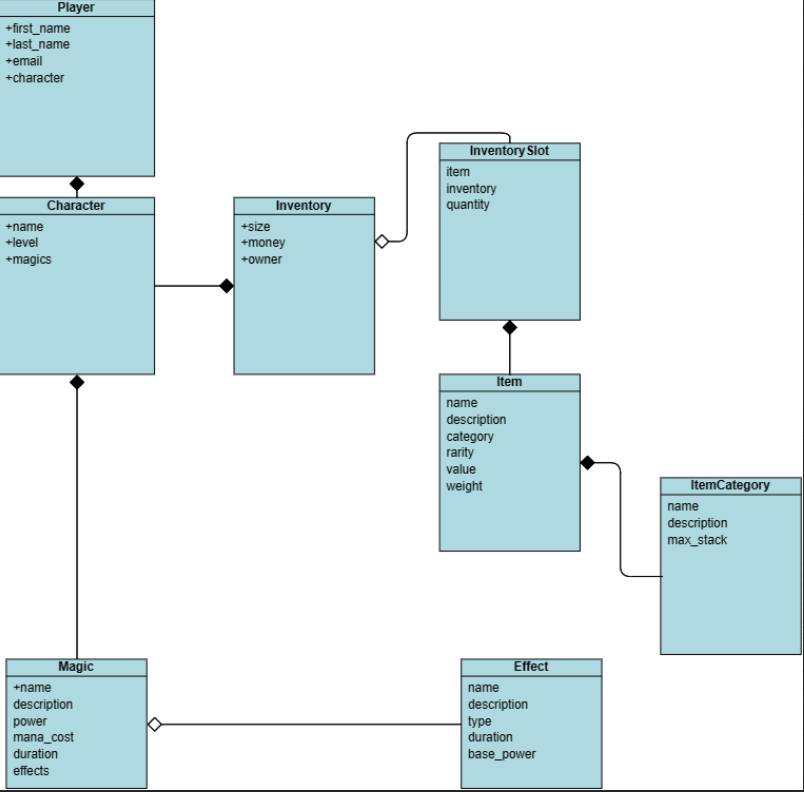 Player
+first_name
+last_name
+email
+character
Character
+name
+level
+magics
Inventory
+size
+money
+owner
InventorySlot
item
inventory
quantity
Item
name
description
category
rarity
value
weight
ItemCategory
name
description
max_stack
Magic
+name
description
power
mana_cost
duration
effects
Effect
name
description
type
duration
base_power